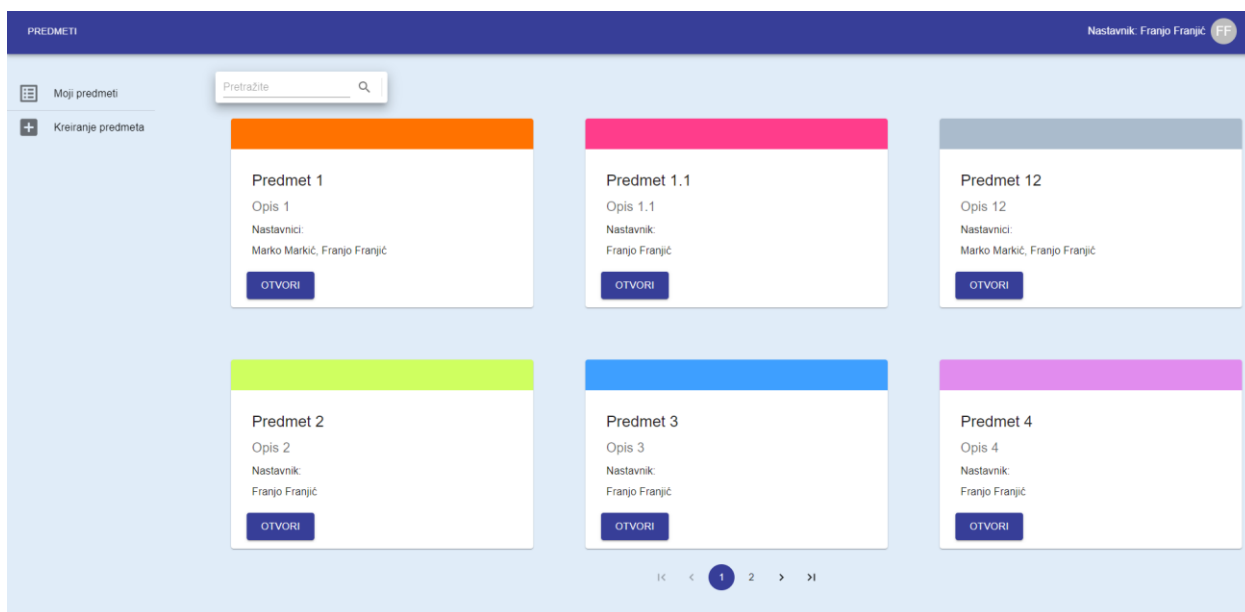 PREDMETI
Nastavnik: Franjo Franjić FF
Moji predmeti
Kreiranje predmeta
Pretražite
Predmet 1
Opis 1
Nastavnici:
Marko Markić, Franjo Franjić
OTVORI
Predmet 1.1
Opis 1.1
Nastavnik:
Franjo Franjić
OTVORI
Predmet 12
Opis 12
Nastavnici:
Marko Markić, Franjo Franjić
OTVORI
Predmet 2
Opis 2
Nastavnik:
Franjo Franjić
OTVORI
Predmet 3
Opis 3
Nastavnik:
Franjo Franjić
OTVORI
Predmet 4
Opis 4
Nastavnik:
Franjo Franjić
OTVORI
1 2